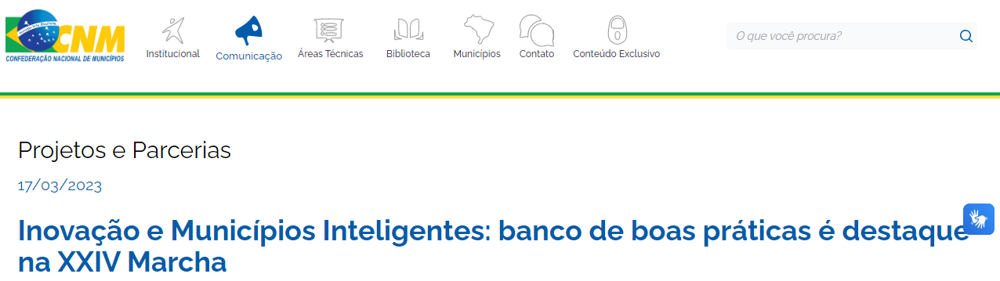 CNM
CONFEDERAÇÃO NACIONAL DE MUNICÍPIOS
Institucional
Comunicação
Áreas Técnicas
Biblioteca
Municípios
Contato
Conteúdo Exclusivo
O que você procura?
Projetos e Parcerias
17/03/2023
Inovação e Municípios Inteligentes: banco de boas práticas é destaque
na XXIV Marcha